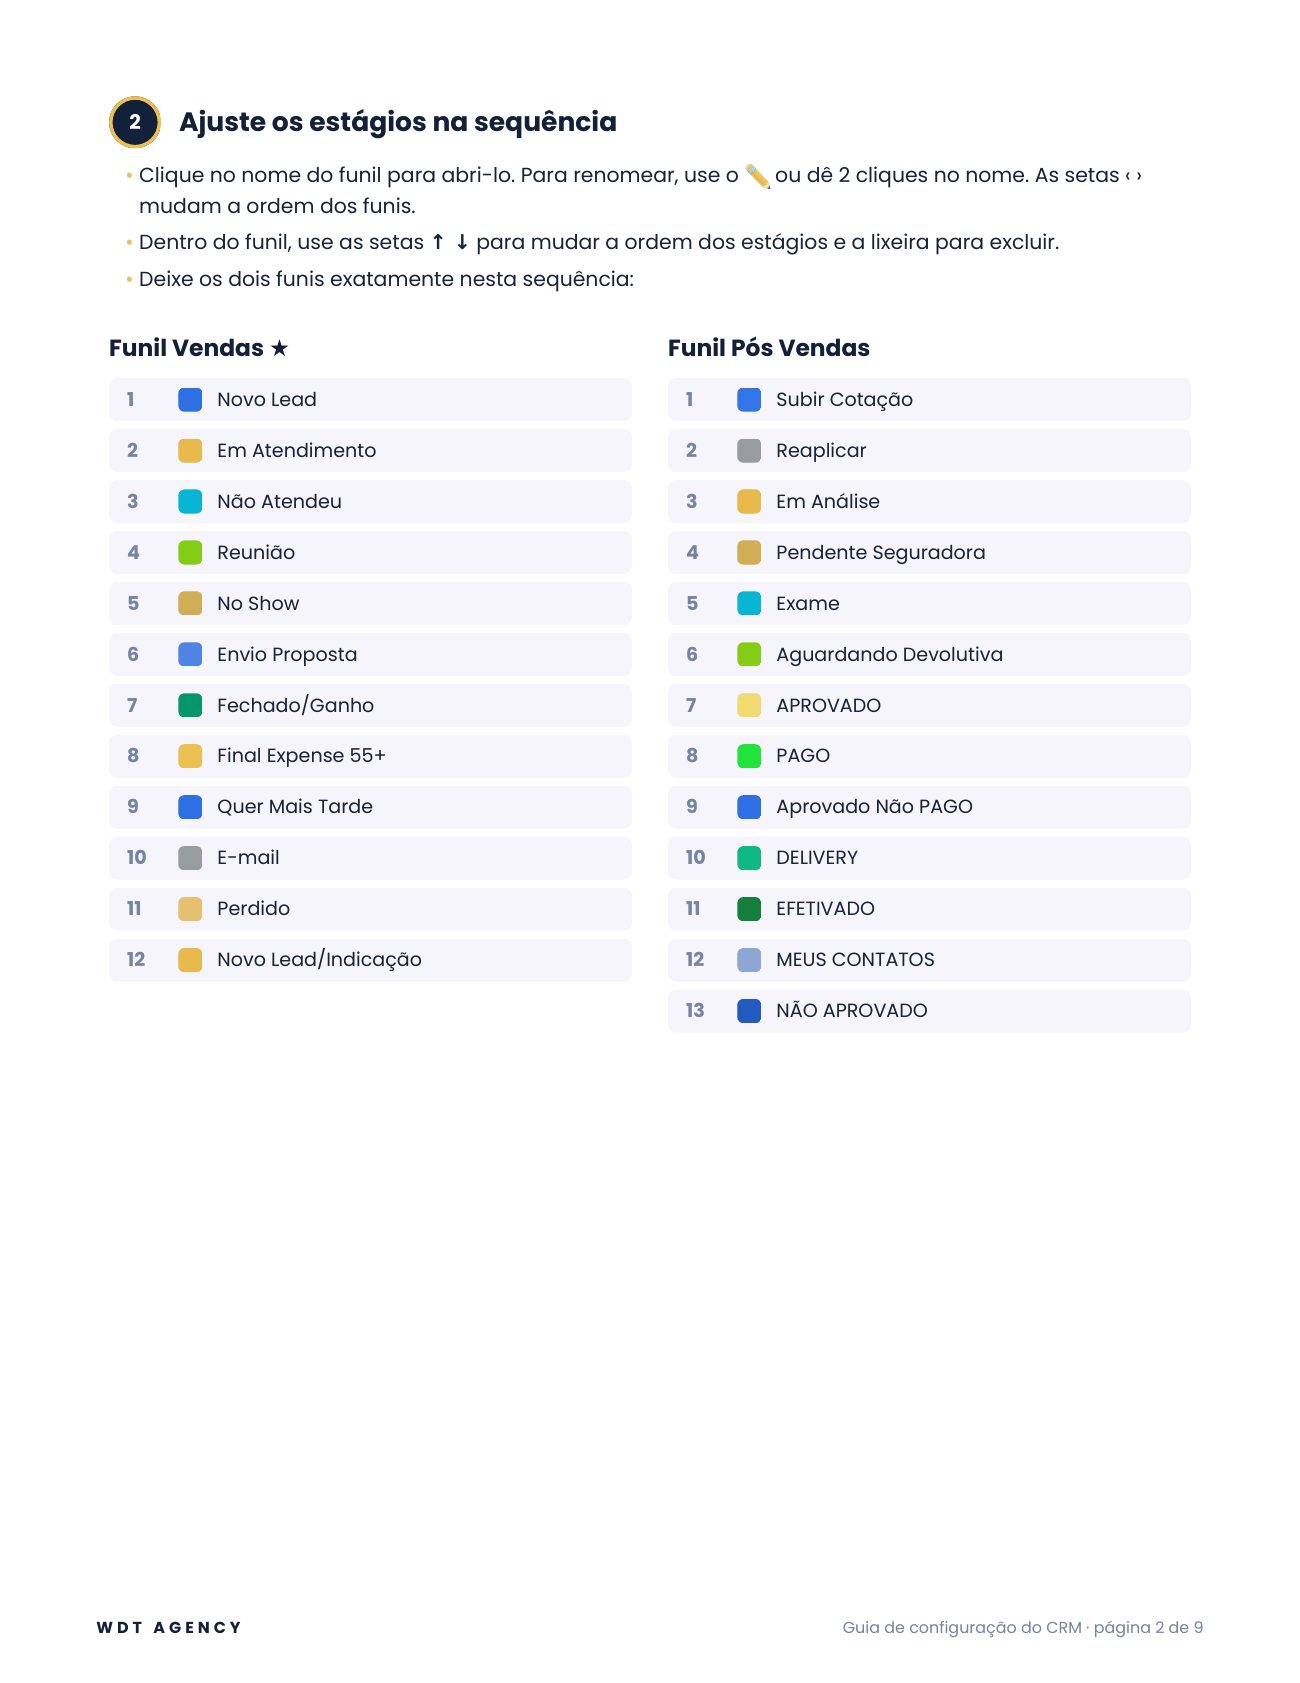 2 Ajuste os estágios na sequência
• Clique no nome do funil para abri-lo. Para renomear, use o ✏️ ou dê 2 cliques no nome. As setas ‹ ›
mudam a ordem dos funis.
• Dentro do funil, use as setas ↑ ↓ para mudar a ordem dos estágios e a lixeira para excluir.
• Deixe os dois funis exatamente nesta sequência:
Funil Vendas ★
1 Novo Lead
2 Em Atendimento
3 Não Atendeu
4 Reunião
5 No Show
6 Envio Proposta
7 Fechado/Ganho
8 Final Expense 55+
9 Quer Mais Tarde
10 E-mail
11 Perdido
12 Novo Lead/Indicação
Funil Pós Vendas
1 Subir Cotação
2 Reaplicar
3 Em Análise
4 Pendente Seguradora
5 Exame
6 Aguardando Devolutiva
7 APROVADO
8 PAGO
9 Aprovado Não PAGO
10 DELIVERY
11 EFETIVADO
12 MEUS CONTATOS
13 NÃO APROVADO
WDT AGENCY
Guia de configuração do CRM · página 2 de 9